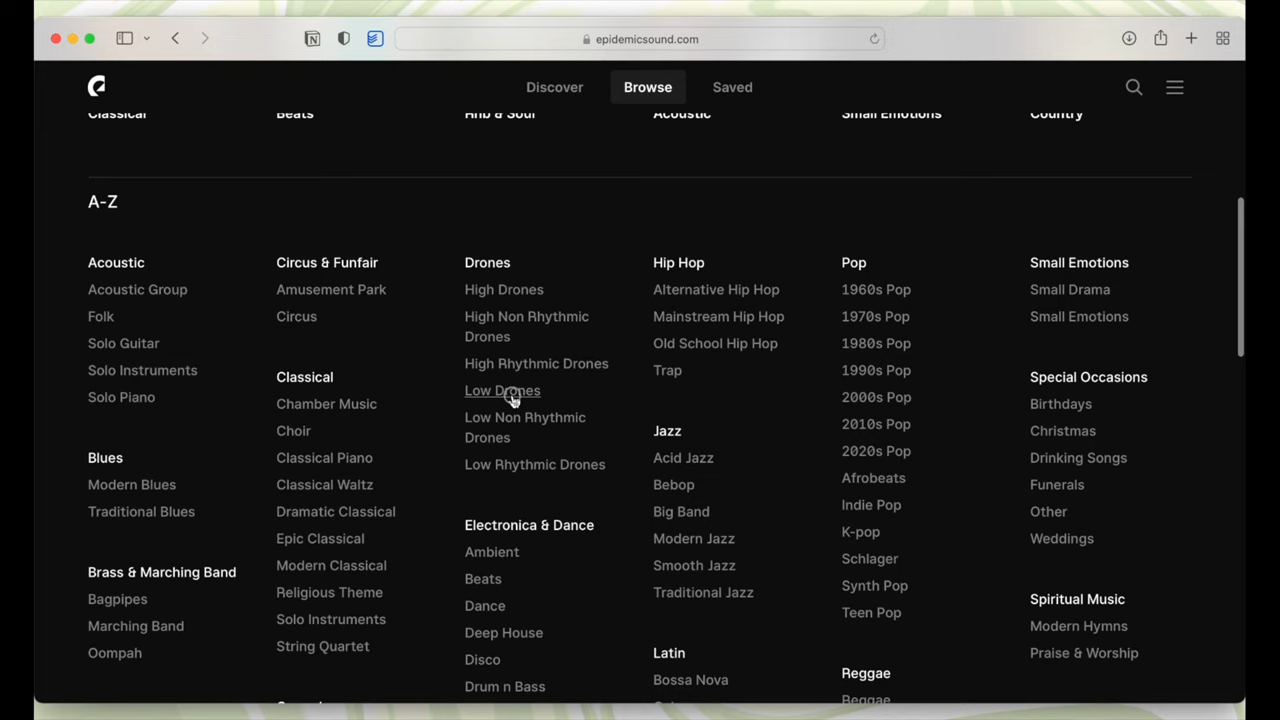 epidemicsound.com
Discover
Browse
Saved
Classical
Beats
Rnb & Soul
Acoustic
Small Emotions
Country
A-Z
Acoustic
Acoustic Group
Folk
Solo Guitar
Solo Instruments
Solo Piano
Blues
Modern Blues
Traditional Blues
Brass & Marching Band
Bagpipes
Marching Band
Oompah
Circus & Funfair
Amusement Park
Circus
Classical
Chamber Music
Choir
Classical Piano
Classical Waltz
Dramatic Classical
Epic Classical
Modern Classical
Religious Theme
Solo Instruments
String Quartet
Drones
High Drones
High Non Rhythmic
Drones
High Rhythmic Drones
Low Drones
Low Non Rhythmic
Drones
Low Rhythmic Drones
Electronica & Dance
Ambient
Beats
Dance
Deep House
Disco
Drum n Bass
Hip Hop
Alternative Hip Hop
Mainstream Hip Hop
Old School Hip Hop
Trap
Jazz
Acid Jazz
Bebop
Big Band
Modern Jazz
Smooth Jazz
Traditional Jazz
Latin
Bossa Nova
Pop
1960s Pop
1970s Pop
1980s Pop
1990s Pop
2000s Pop
2010s Pop
2020s Pop
Afrobeats
Indie Pop
K-pop
Schlager
Synth Pop
Teen Pop
Reggae
Reggae
Small Emotions
Small Drama
Small Emotions
Special Occasions
Birthdays
Christmas
Drinking Songs
Funerals
Other
Weddings
Spiritual Music
Modern Hymns
Praise & Worship